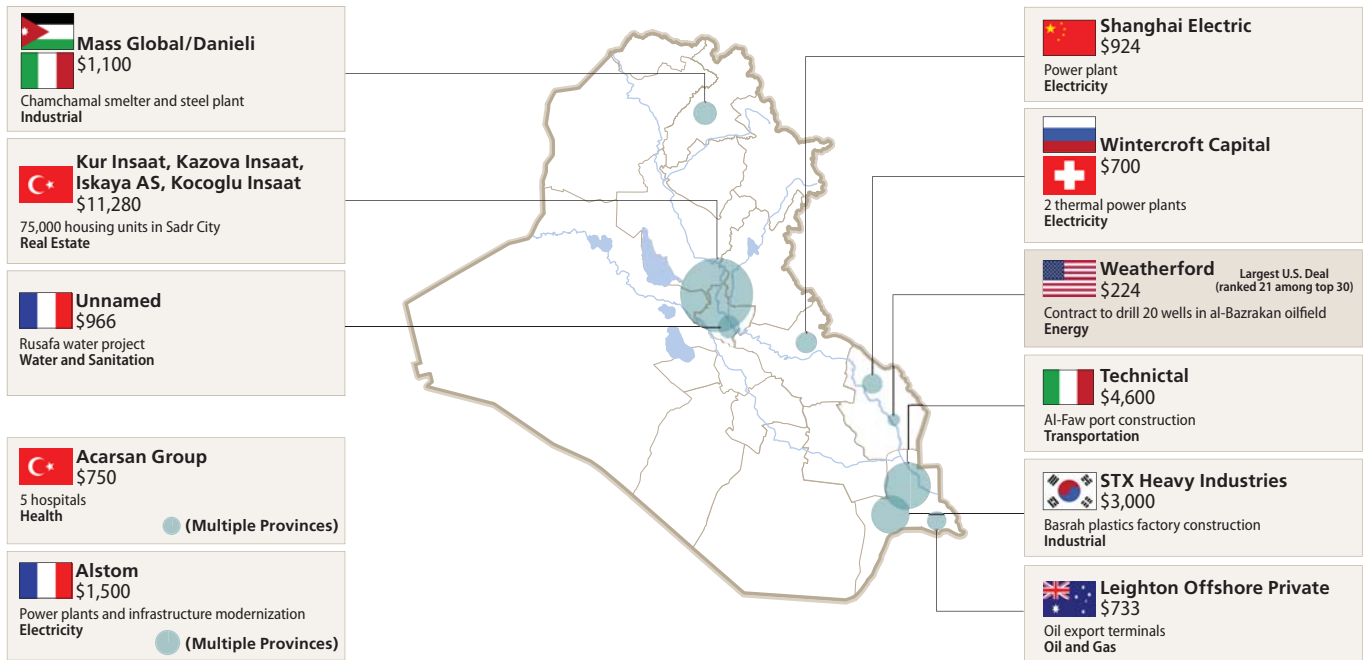 Mass Global/Danieli
$1,100
Chamchamal smelter and steel plant
Industrial
Kur Insaat, Kazova Insaat,
Iskaya AS, Kocoglu Insaat
$11,280
75,000 housing units in Sadr City
Real Estate
Unnamed
$966
Rusafa water project
Water and Sanitation
Acarsan Group
$750
5 hospitals
Health
(Multiple Provinces)
Alstom
$1,500
Power plants and infrastructure modernization
Electricity
(Multiple Provinces)
Shanghai Electric
$924
Power plant
Electricity
Wintercroft Capital
$700
2 thermal power plants
Electricity
Weatherford
$224
Largest U.S. Deal
(ranked 21 among top 30)
Contract to drill 20 wells in al-Bazrakan oilfield
Energy
Technictal
$4,600
Al-Faw port construction
Transportation
STX Heavy Industries
$3,000
Basrah plastics factory construction
Industrial
Leighton Offshore Private
$733
Oil export terminals
Oil and Gas